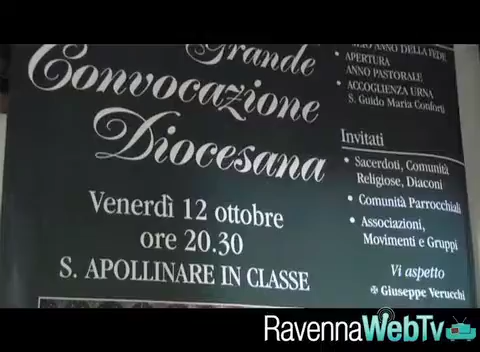 Grande
Convocazione
Diocesana
Venerdì 12 ottobre
ore 20.30
S. APOLLINARE IN CLASSE
ANNO DELLA FEDE
• APERTURA
ANNO PASTORALE
• ACCOGLIENZA URNA
S. Guido Maria Conforti
Invitati
• Sacerdoti, Comunità
Religiose, Diaconi
• Comunità Parrocchiali
• Associazioni,
Movimenti e Gruppi
Vi aspetto
✠ Giuseppe Verucchi
RavennaWebTv